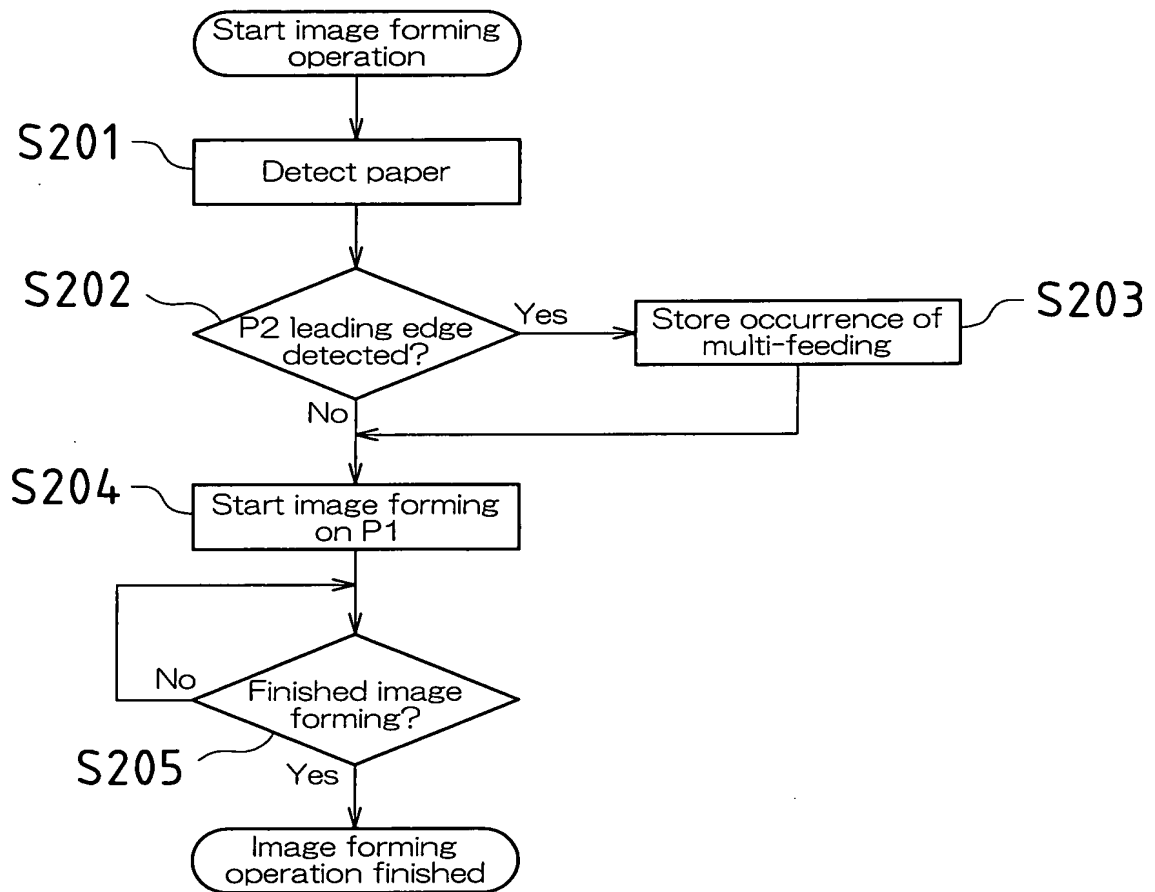 Start image forming
operation
S201
Detect paper
S202
P2 leading edge
detected?
Yes
Store occurrence of
multi-feeding
S203
No
S204
Start image forming
on P1
No
Finished image
forming?
S205
Yes
Image forming
operation finished